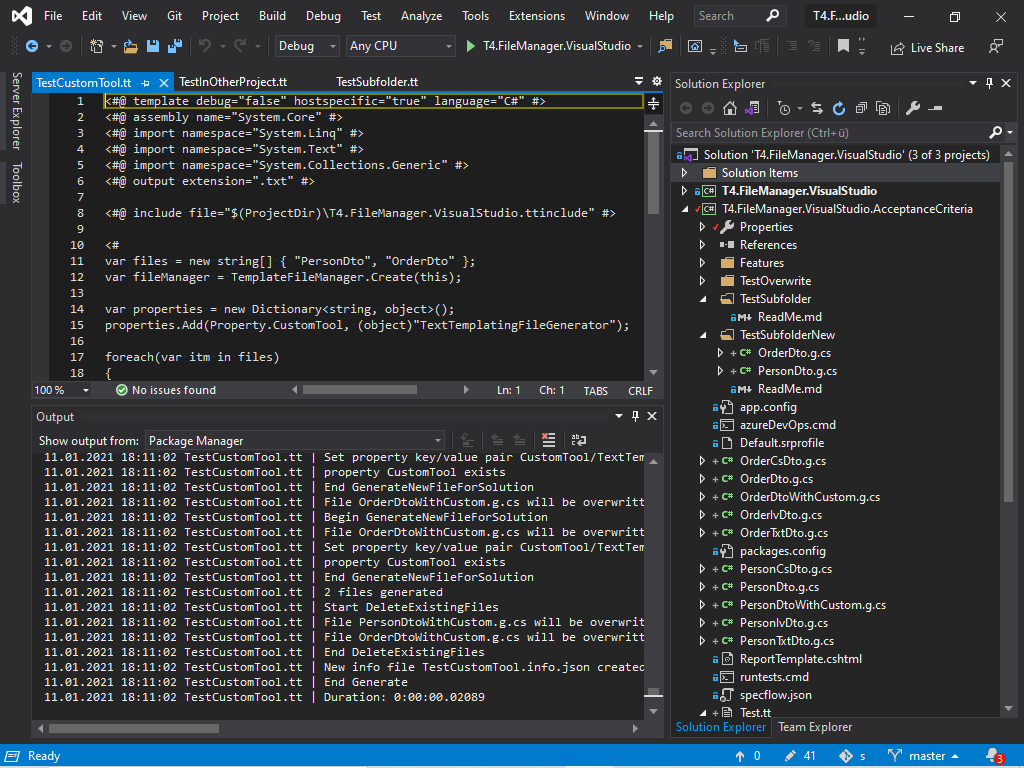 File Edit View Git Project Build Debug Test Analyze Tools Extensions Window Help Search T4.F...udio
Debug Any CPU T4.FileManager.VisualStudio Live Share
Server Explorer
Toolbox
TestCustomTool.tt TestInOtherProject.tt TestSubfolder.tt
1 <#@ template debug="false" hostspecific="true" language="C#" #>
2 <#@ assembly name="System.Core" #>
3 <#@ import namespace="System.Linq" #>
4 <#@ import namespace="System.Text" #>
5 <#@ import namespace="System.Collections.Generic" #>
6 <#@ output extension=".txt" #>
7
8 <#@ include file="$(ProjectDir)\T4.FileManager.VisualStudio.ttinclude" #>
9
10 <#
11 var files = new string[] { "PersonDto", "OrderDto" };
12 var fileManager = TemplateFileManager.Create(this);
13
14 var properties = new Dictionary<string, object>();
15 properties.Add(Property.CustomTool, (object)"TextTemplatingFileGenerator");
16
17 foreach(var itm in files)
18 {
100 % No issues found Ln: 1 Ch: 1 TABS CRLF
Output
Show output from: Package Manager
11.01.2021 18:11:02 TestCustomTool.tt | Set property key/value pair CustomTool/TextTem
11.01.2021 18:11:02 TestCustomTool.tt | property CustomTool exists
11.01.2021 18:11:02 TestCustomTool.tt | End GenerateNewFileForSolution
11.01.2021 18:11:02 TestCustomTool.tt | File OrderDtoWithCustom.g.cs will be overwritt
11.01.2021 18:11:02 TestCustomTool.tt | Begin GenerateNewFileForSolution
11.01.2021 18:11:02 TestCustomTool.tt | File OrderDtoWithCustom.g.cs will be overwritt
11.01.2021 18:11:02 TestCustomTool.tt | Set property key/value pair CustomTool/TextTem
11.01.2021 18:11:02 TestCustomTool.tt | property CustomTool exists
11.01.2021 18:11:02 TestCustomTool.tt | End GenerateNewFileForSolution
11.01.2021 18:11:02 TestCustomTool.tt | 2 files generated
11.01.2021 18:11:02 TestCustomTool.tt | Start DeleteExistingFiles
11.01.2021 18:11:02 TestCustomTool.tt | File PersonDtoWithCustom.g.cs will be overwrit
11.01.2021 18:11:02 TestCustomTool.tt | File OrderDtoWithCustom.g.cs will be overwritt
11.01.2021 18:11:02 TestCustomTool.tt | End DeleteExistingFiles
11.01.2021 18:11:02 TestCustomTool.tt | New info file TestCustomTool.info.json created
11.01.2021 18:11:02 TestCustomTool.tt | End Generate
11.01.2021 18:11:02 TestCustomTool.tt | Duration: 0:00:00.02089
Solution Explorer
Search Solution Explorer (Ctrl+ü)
Solution 'T4.FileManager.VisualStudio' (3 of 3 projects)
Solution Items
C# T4.FileManager.VisualStudio
C# T4.FileManager.VisualStudio.AcceptanceCriteria
Properties
References
Features
TestOverwrite
TestSubfolder
M ReadMe.md
TestSubfolderNew
+ C# OrderDto.g.cs
+ C# PersonDto.g.cs
M ReadMe.md
app.config
azureDevOps.cmd
Default.srprofile
+ C# OrderCsDto.g.cs
+ C# OrderDto.g.cs
+ C# OrderDtoWithCustom.g.cs
+ C# OrderIvDto.g.cs
+ C# OrderTxtDto.g.cs
packages.config
+ C# PersonCsDto.g.cs
+ C# PersonDto.g.cs
+ C# PersonDtoWithCustom.g.cs
+ C# PersonIvDto.g.cs
+ C# PersonTxtDto.g.cs
ReportTemplate.cshtml
runtests.cmd
specflow.json
+ Test.tt
Solution Explorer Team Explorer
Ready 0 41 s master 3